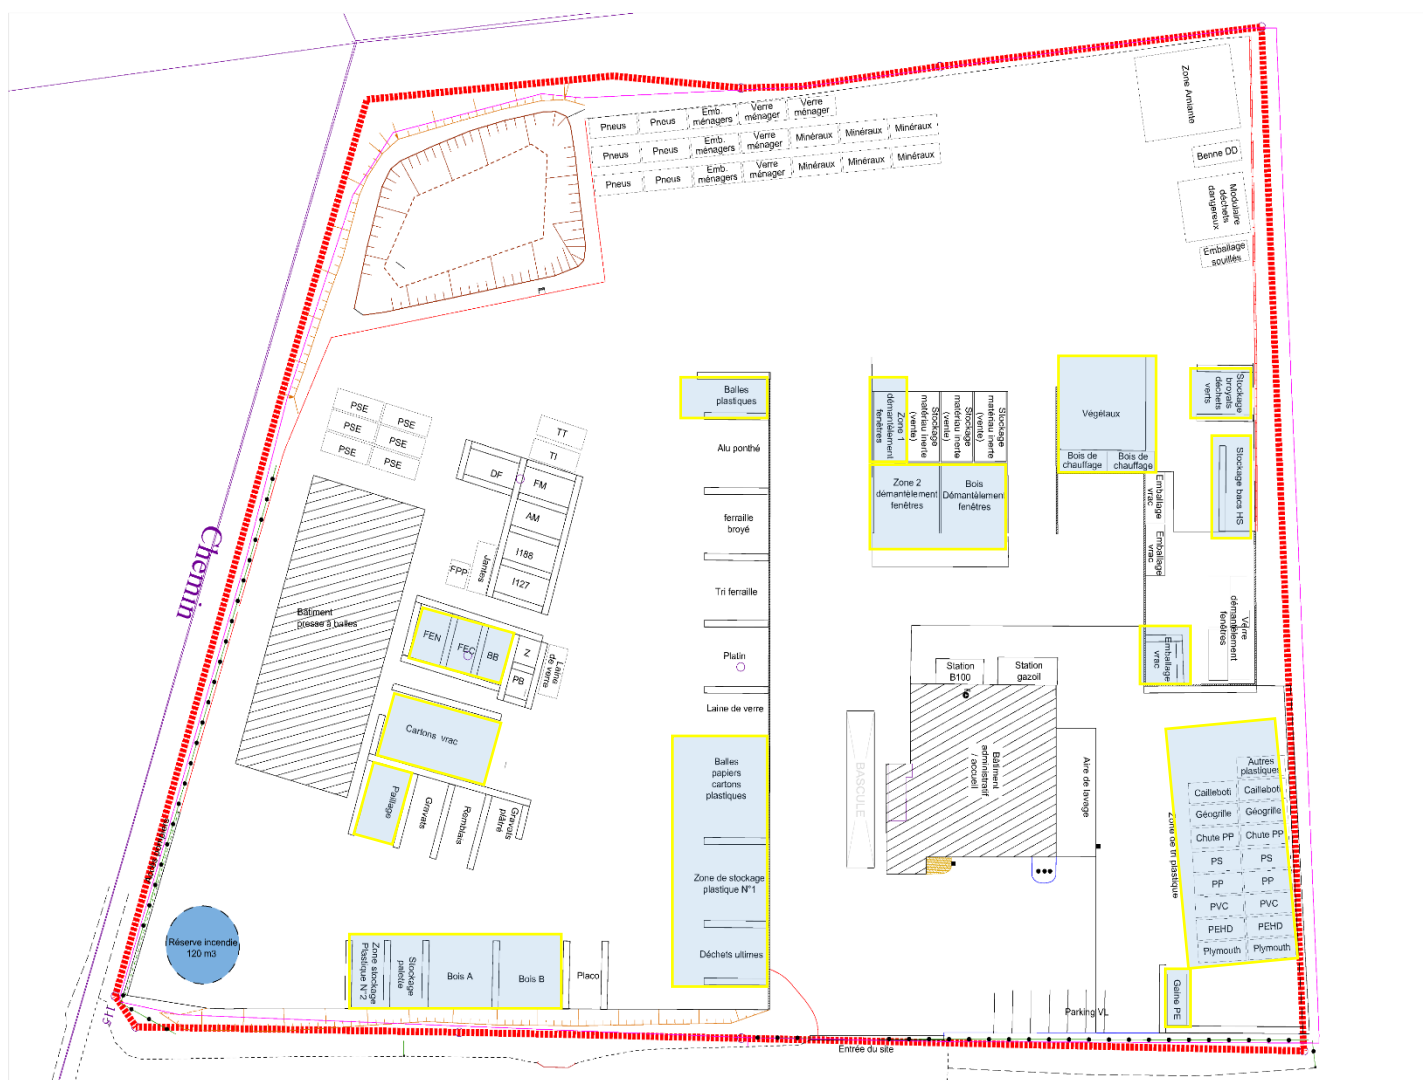 Pneus
Pneus
Emb.
ménagers
Verre
ménager
Verre
ménager
Pneus
Pneus
Emb.
ménagers
Verre
ménager
Minéraux
Minéraux
Minéraux
Pneus
Pneus
Emb.
ménagers
Verre
ménager
Minéraux
Minéraux
Minéraux
Zone Amiante
Benne DD
Modulaire
déchets
dangereux
Emballage
souillés
PSE
PSE
PSE
PSE
PSE
PSE
TT
TI
DF
FM
AM
I188
I127
Jantes
FPP
Chemin
Bâtiment
presse à balles
FEN
FEC
BB
Z
PB
Laine
de verre
Cartons vrac
Paillage
Gravats
Remblais
Gravats
plâtré
Réserve incendie
120 m3
Zone stockage
Plastique N°2
Stockage
palette
Bois A
Bois B
Placo
Balles
plastiques
Alu ponthé
ferraille
broyé
Tri ferraille
Platin
Laine de verre
Balles
papiers
cartons
plastiques
Zone de stockage
plastique N°1
Déchets ultimes
Zone 1
démantèlement
fenêtres
Stockage
matériau inerte
(vente)
Stockage
matériau inerte
(vente)
Stockage
matériau inerte
(vente)
Zone 2
démantèlement
fenêtres
Bois
Démantèlement
fenêtres
Végétaux
Bois de
chauffage
Bois de
chauffage
Stockage
broyats
déchets
verts
Stockage bacs HS
Emballage
vrac
Emballage
vrac
Verre
démantèlement
fenêtres
Emballage
vrac
Station
B100
Station
gazoil
Bâtiment
administratif
/ accueil
Aire de lavage
BASCULE
Zone de tri plastique
Autres
plastiques
Cailleboti
Cailleboti
Géogrille
Géogrille
Chute PP
Chute PP
PS
PS
PP
PP
PVC
PVC
PEHD
PEHD
Plymouth
Plymouth
Gaine PE
Parking VL
Entrée du site